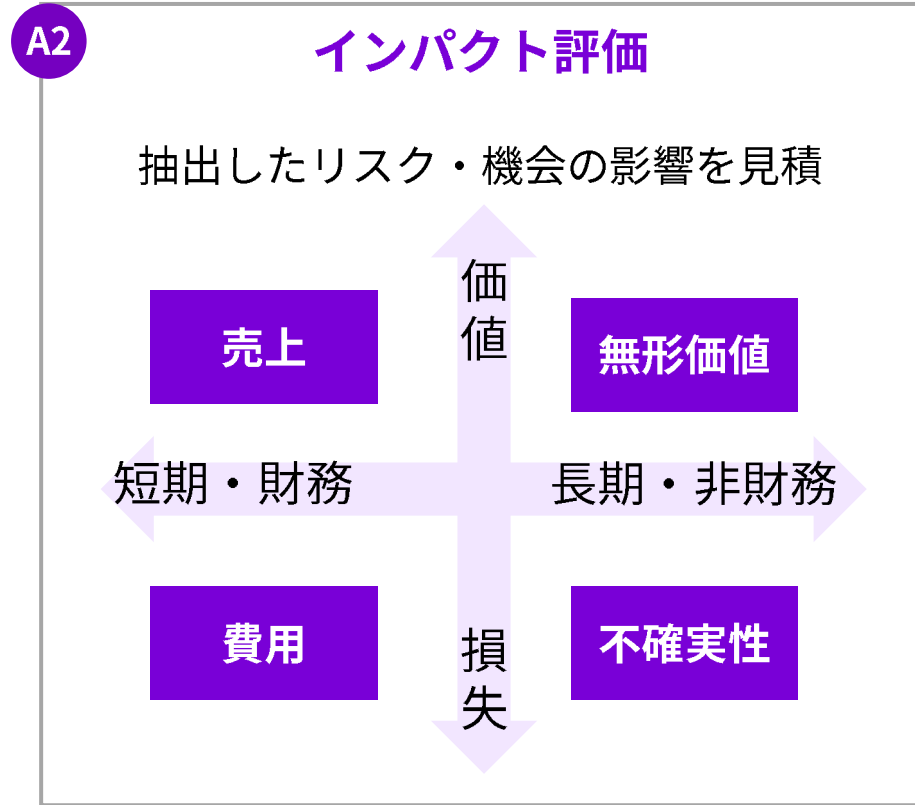 A2
インパクト評価
抽出したリスク・機会の影響を見積
価値
売上
無形価値
短期・財務
長期・非財務
費用
不確実性
損失